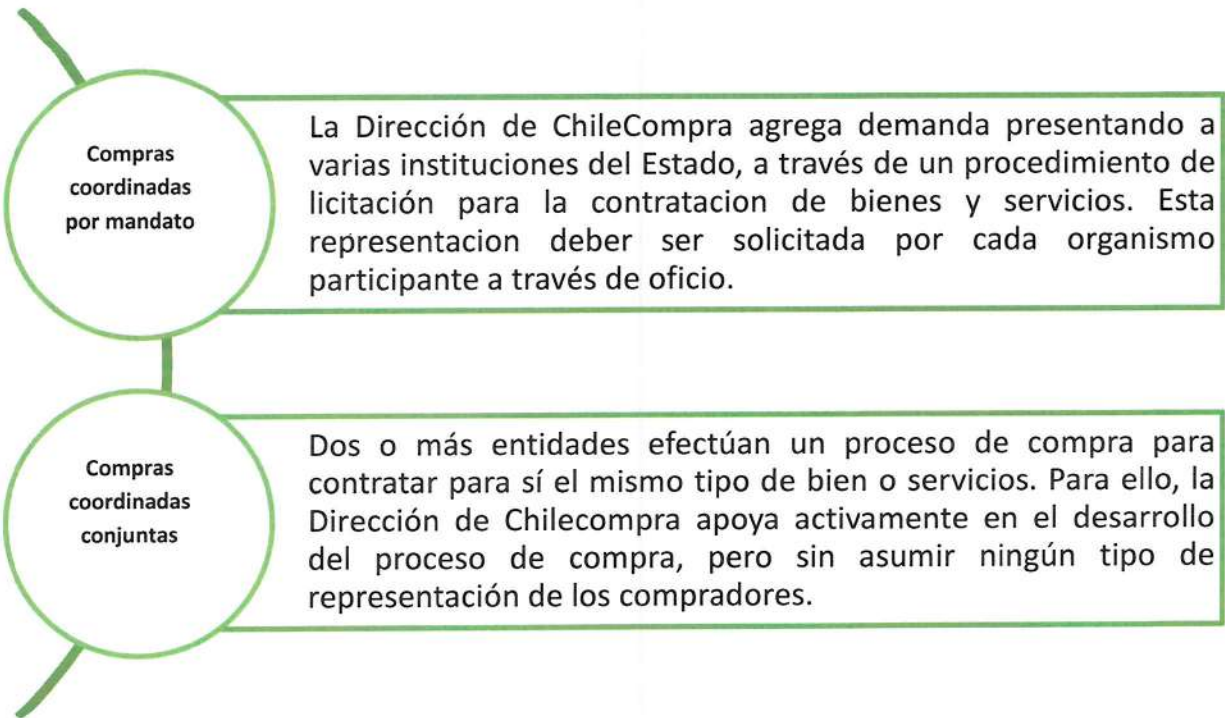 Compras
coordinadas
por mandato
La Dirección de ChileCompra agrega demanda presentando a
varias instituciones del Estado, a través de un procedimiento de
licitación para la contratacion de bienes y servicios. Esta
representacion deber ser solicitada por cada organismo
participante a través de oficio.
Compras
coordinadas
conjuntas
Dos o más entidades efectúan un proceso de compra para
contratar para sí el mismo tipo de bien o servicios. Para ello, la
Dirección de Chilecompra apoya activamente en el desarrollo
del proceso de compra, pero sin asumir ningún tipo de
representación de los compradores.